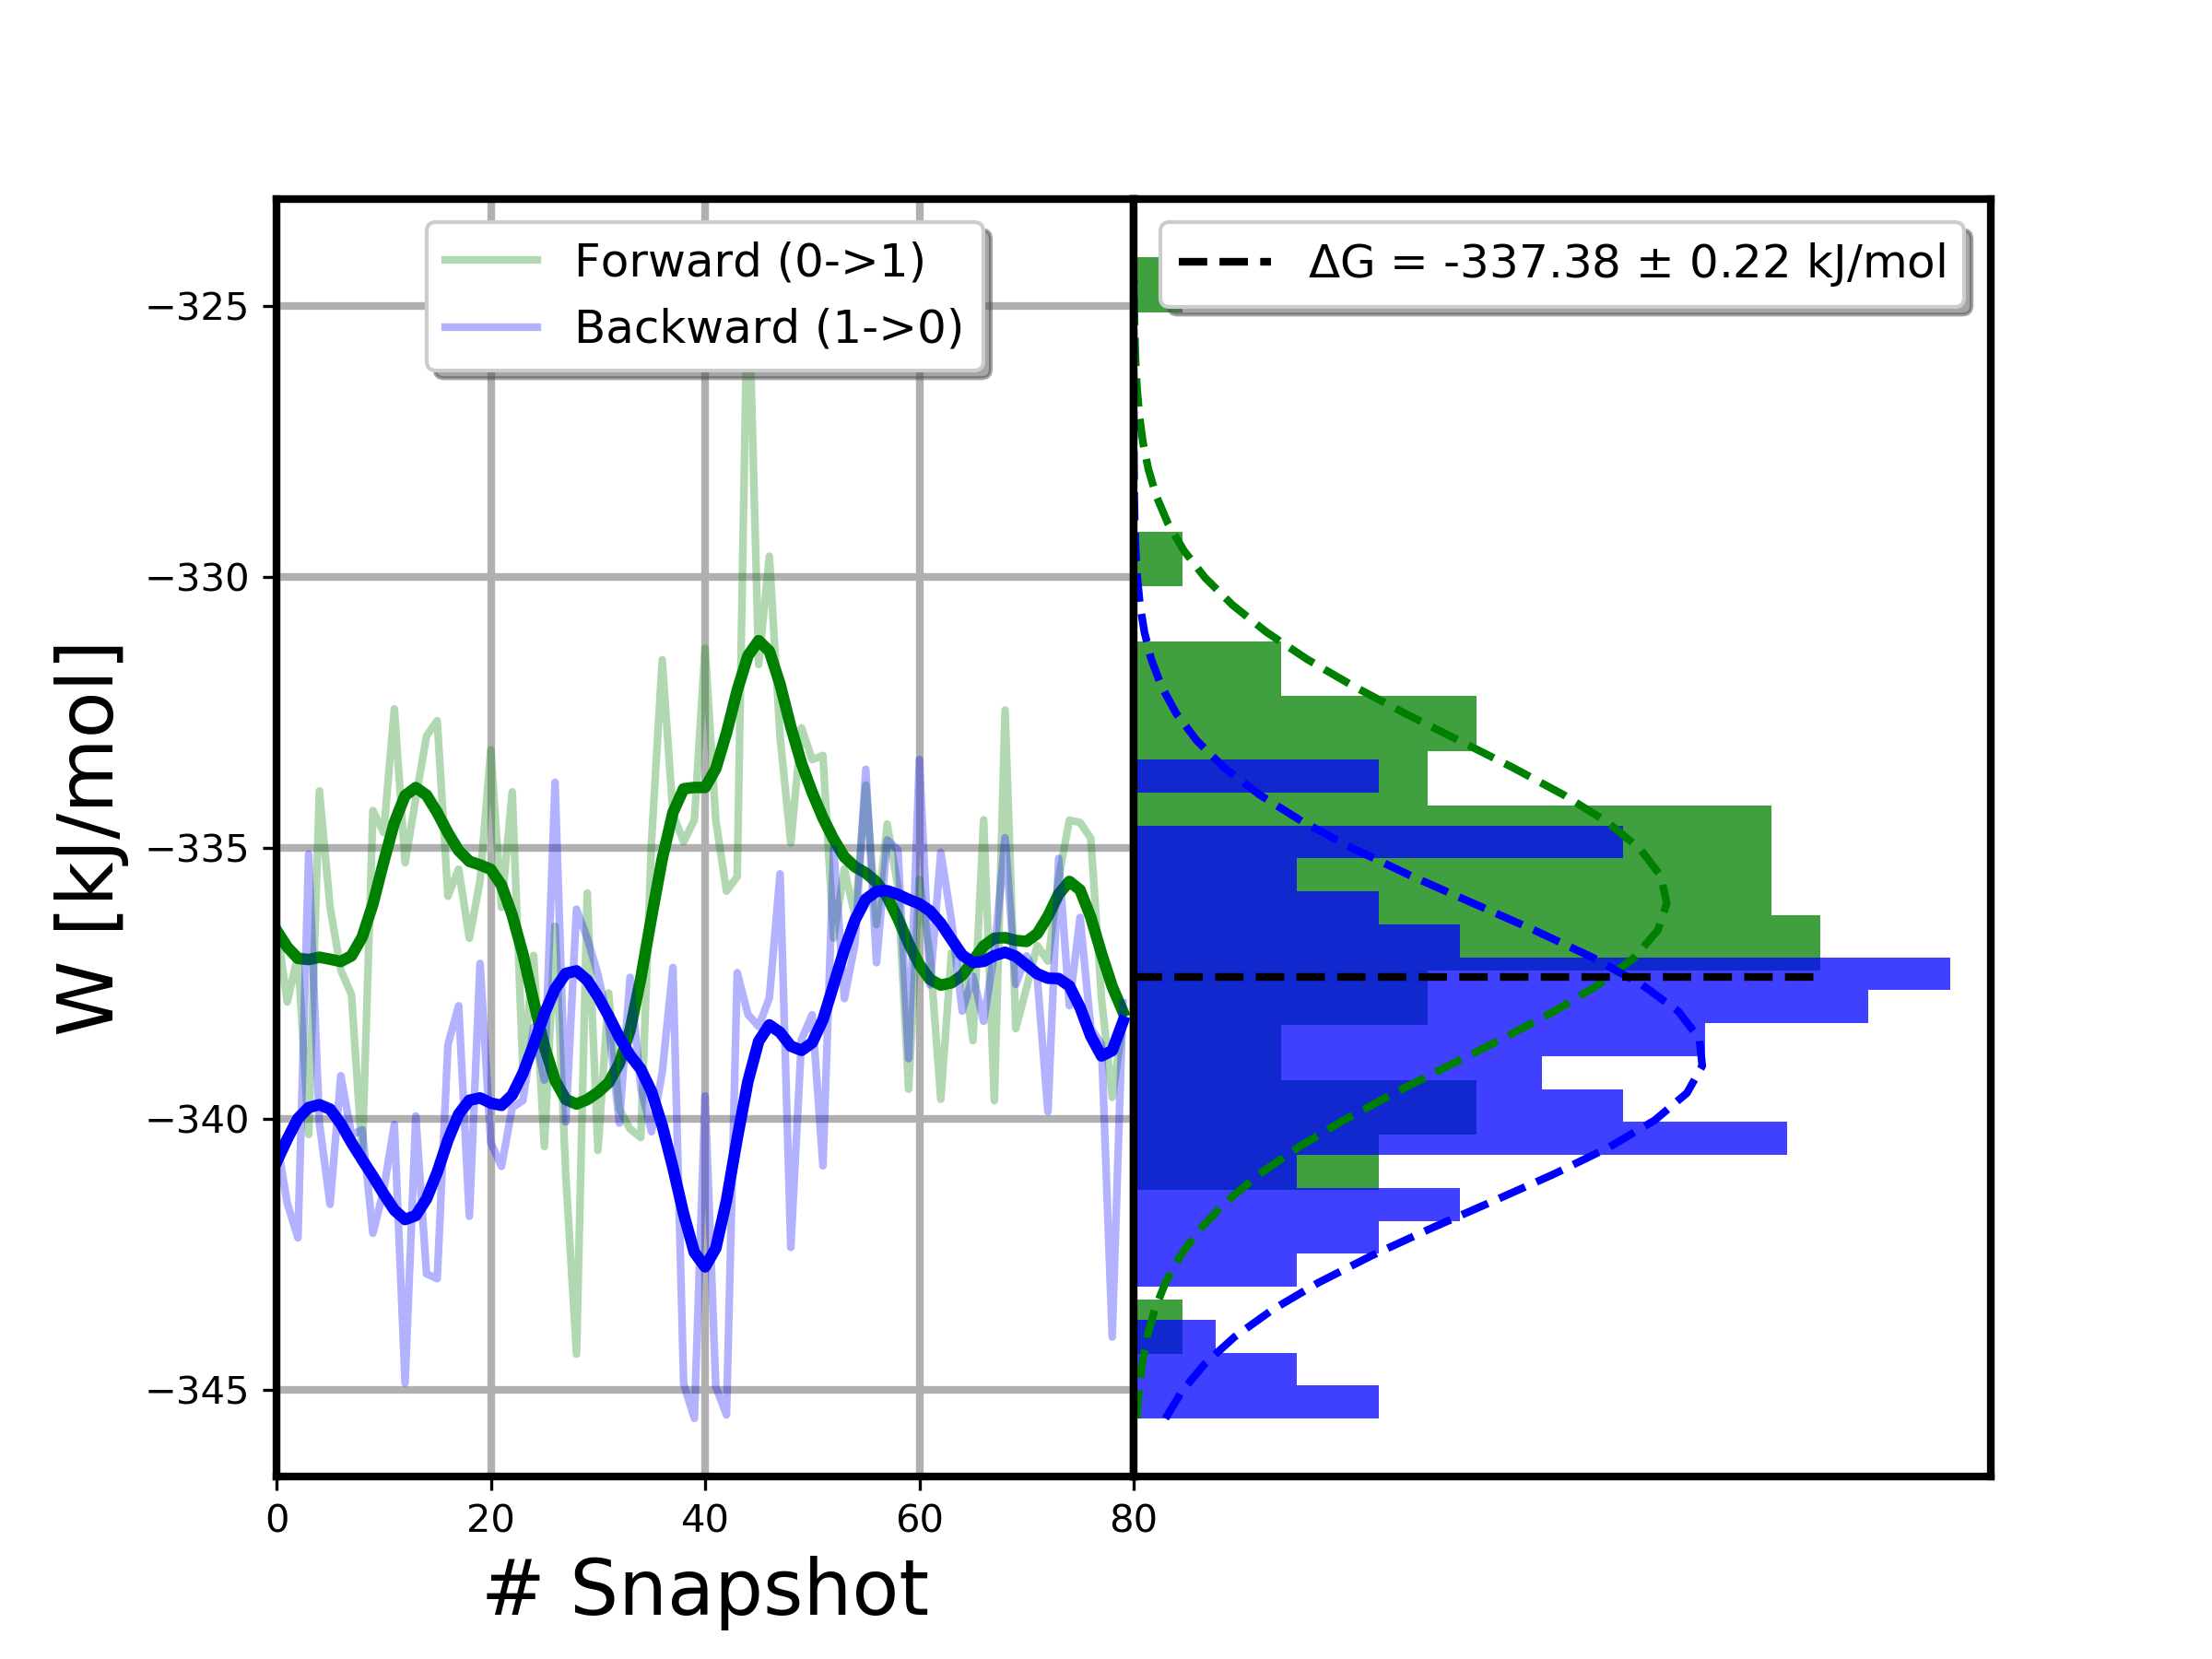 Forward (0->1)
Backward (1->0)
ΔG = -337.38 ± 0.22 kJ/mol
W [kJ/mol]
−325
−330
−335
−340
−345
0 20 40 60 80
# Snapshot